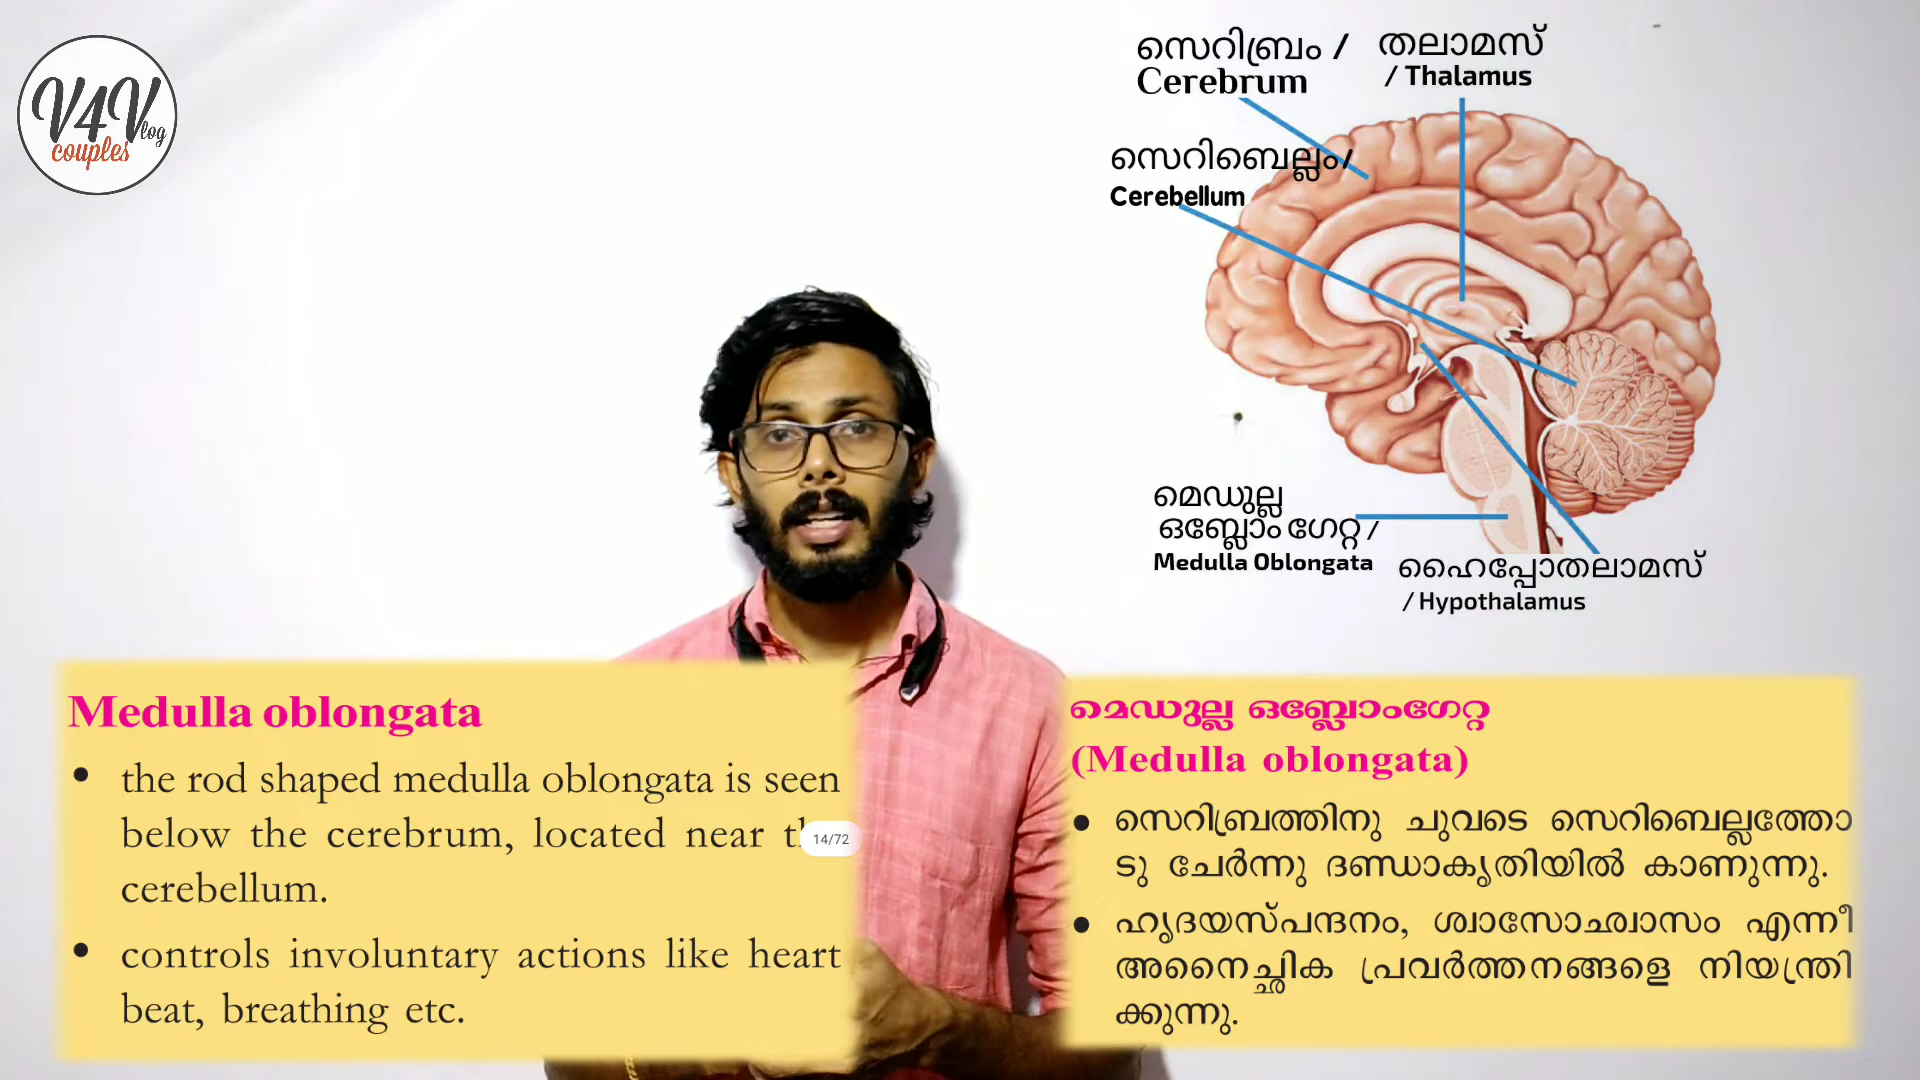 V4Vlog
couples
സെറിബ്രം /
Cerebrum
തലാമസ്
/ Thalamus
സെറിബെല്ലം/
Cerebellum
മെഡുല്ല
ഒബ്ലോംഗേറ്റ /
Medulla Oblongata
ഹൈപ്പോതലാമസ്
/ Hypothalamus
Medulla oblongata
• the rod shaped medulla oblongata is seen
below the cerebrum, located near
14/72
cerebellum.
• controls involuntary actions like heart
beat, breathing etc.
മെഡുല്ല ഒബ്ലോംഗേറ്റ
(Medulla oblongata)
• സെറിബ്രത്തിനു ചുവടെ സെറിബെല്ലത്തോ
ടു ചേർന്നു ദണ്ഡാകൃതിയിൽ കാണുന്നു.
• ഹൃദയസ്പന്ദനം, ശ്വാസോഛ്വാസം എന്നീ
അനൈച്ഛിക പ്രവർത്തനങ്ങളെ നിയന്ത്രി
ക്കുന്നു.